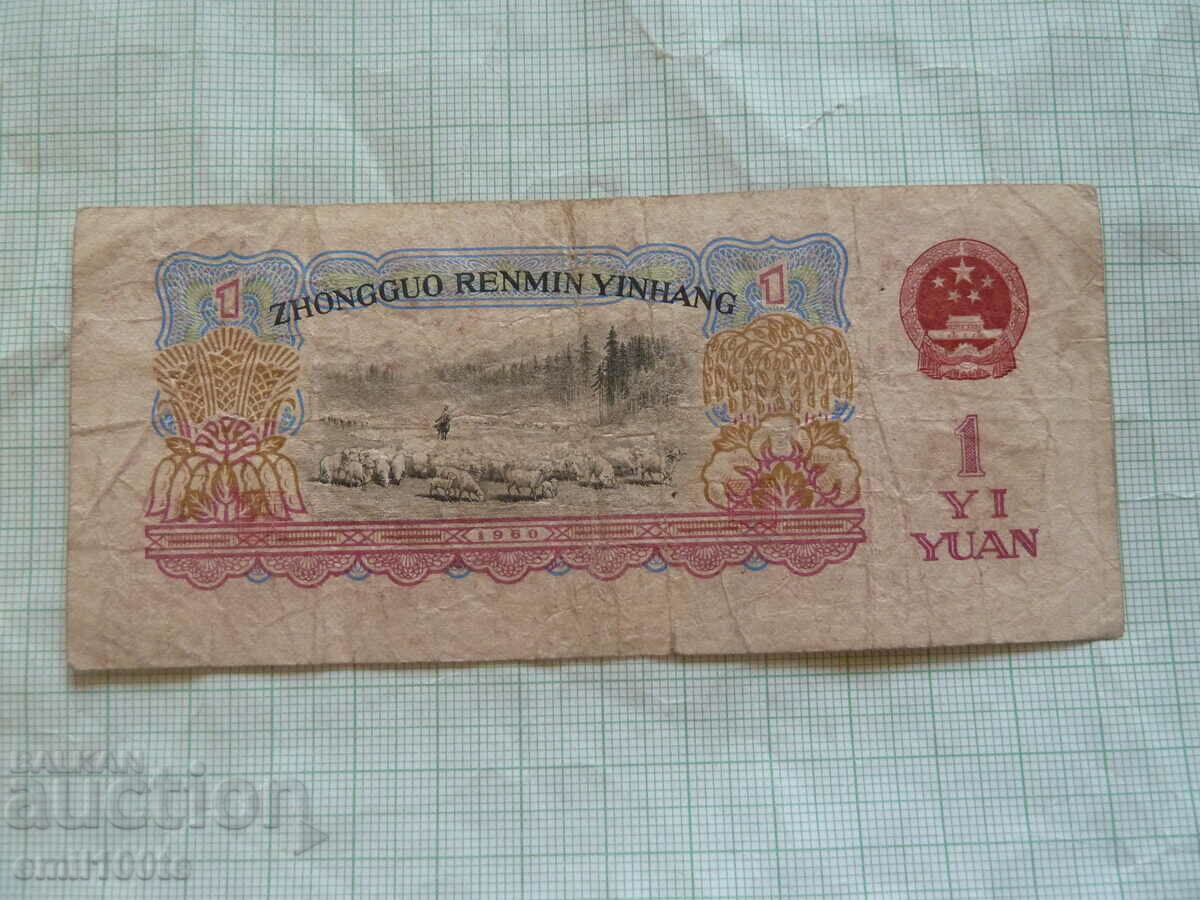 1 ZHONGGUO RENMIN YINHANG 1
1960
1
YI
YUAN
BALKAN
auction
emil100te